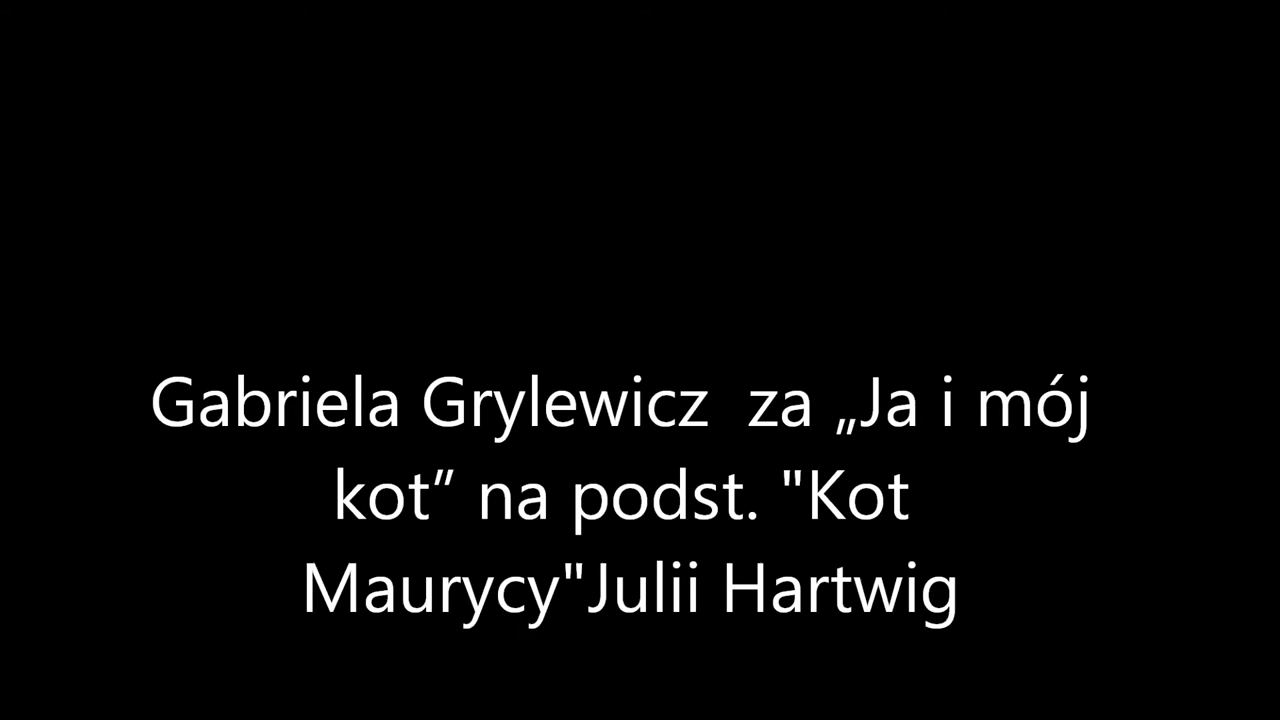 Gabriela Grylewicz  za „Ja i mój
kot” na podst. "Kot
Maurycy"Julii Hartwig